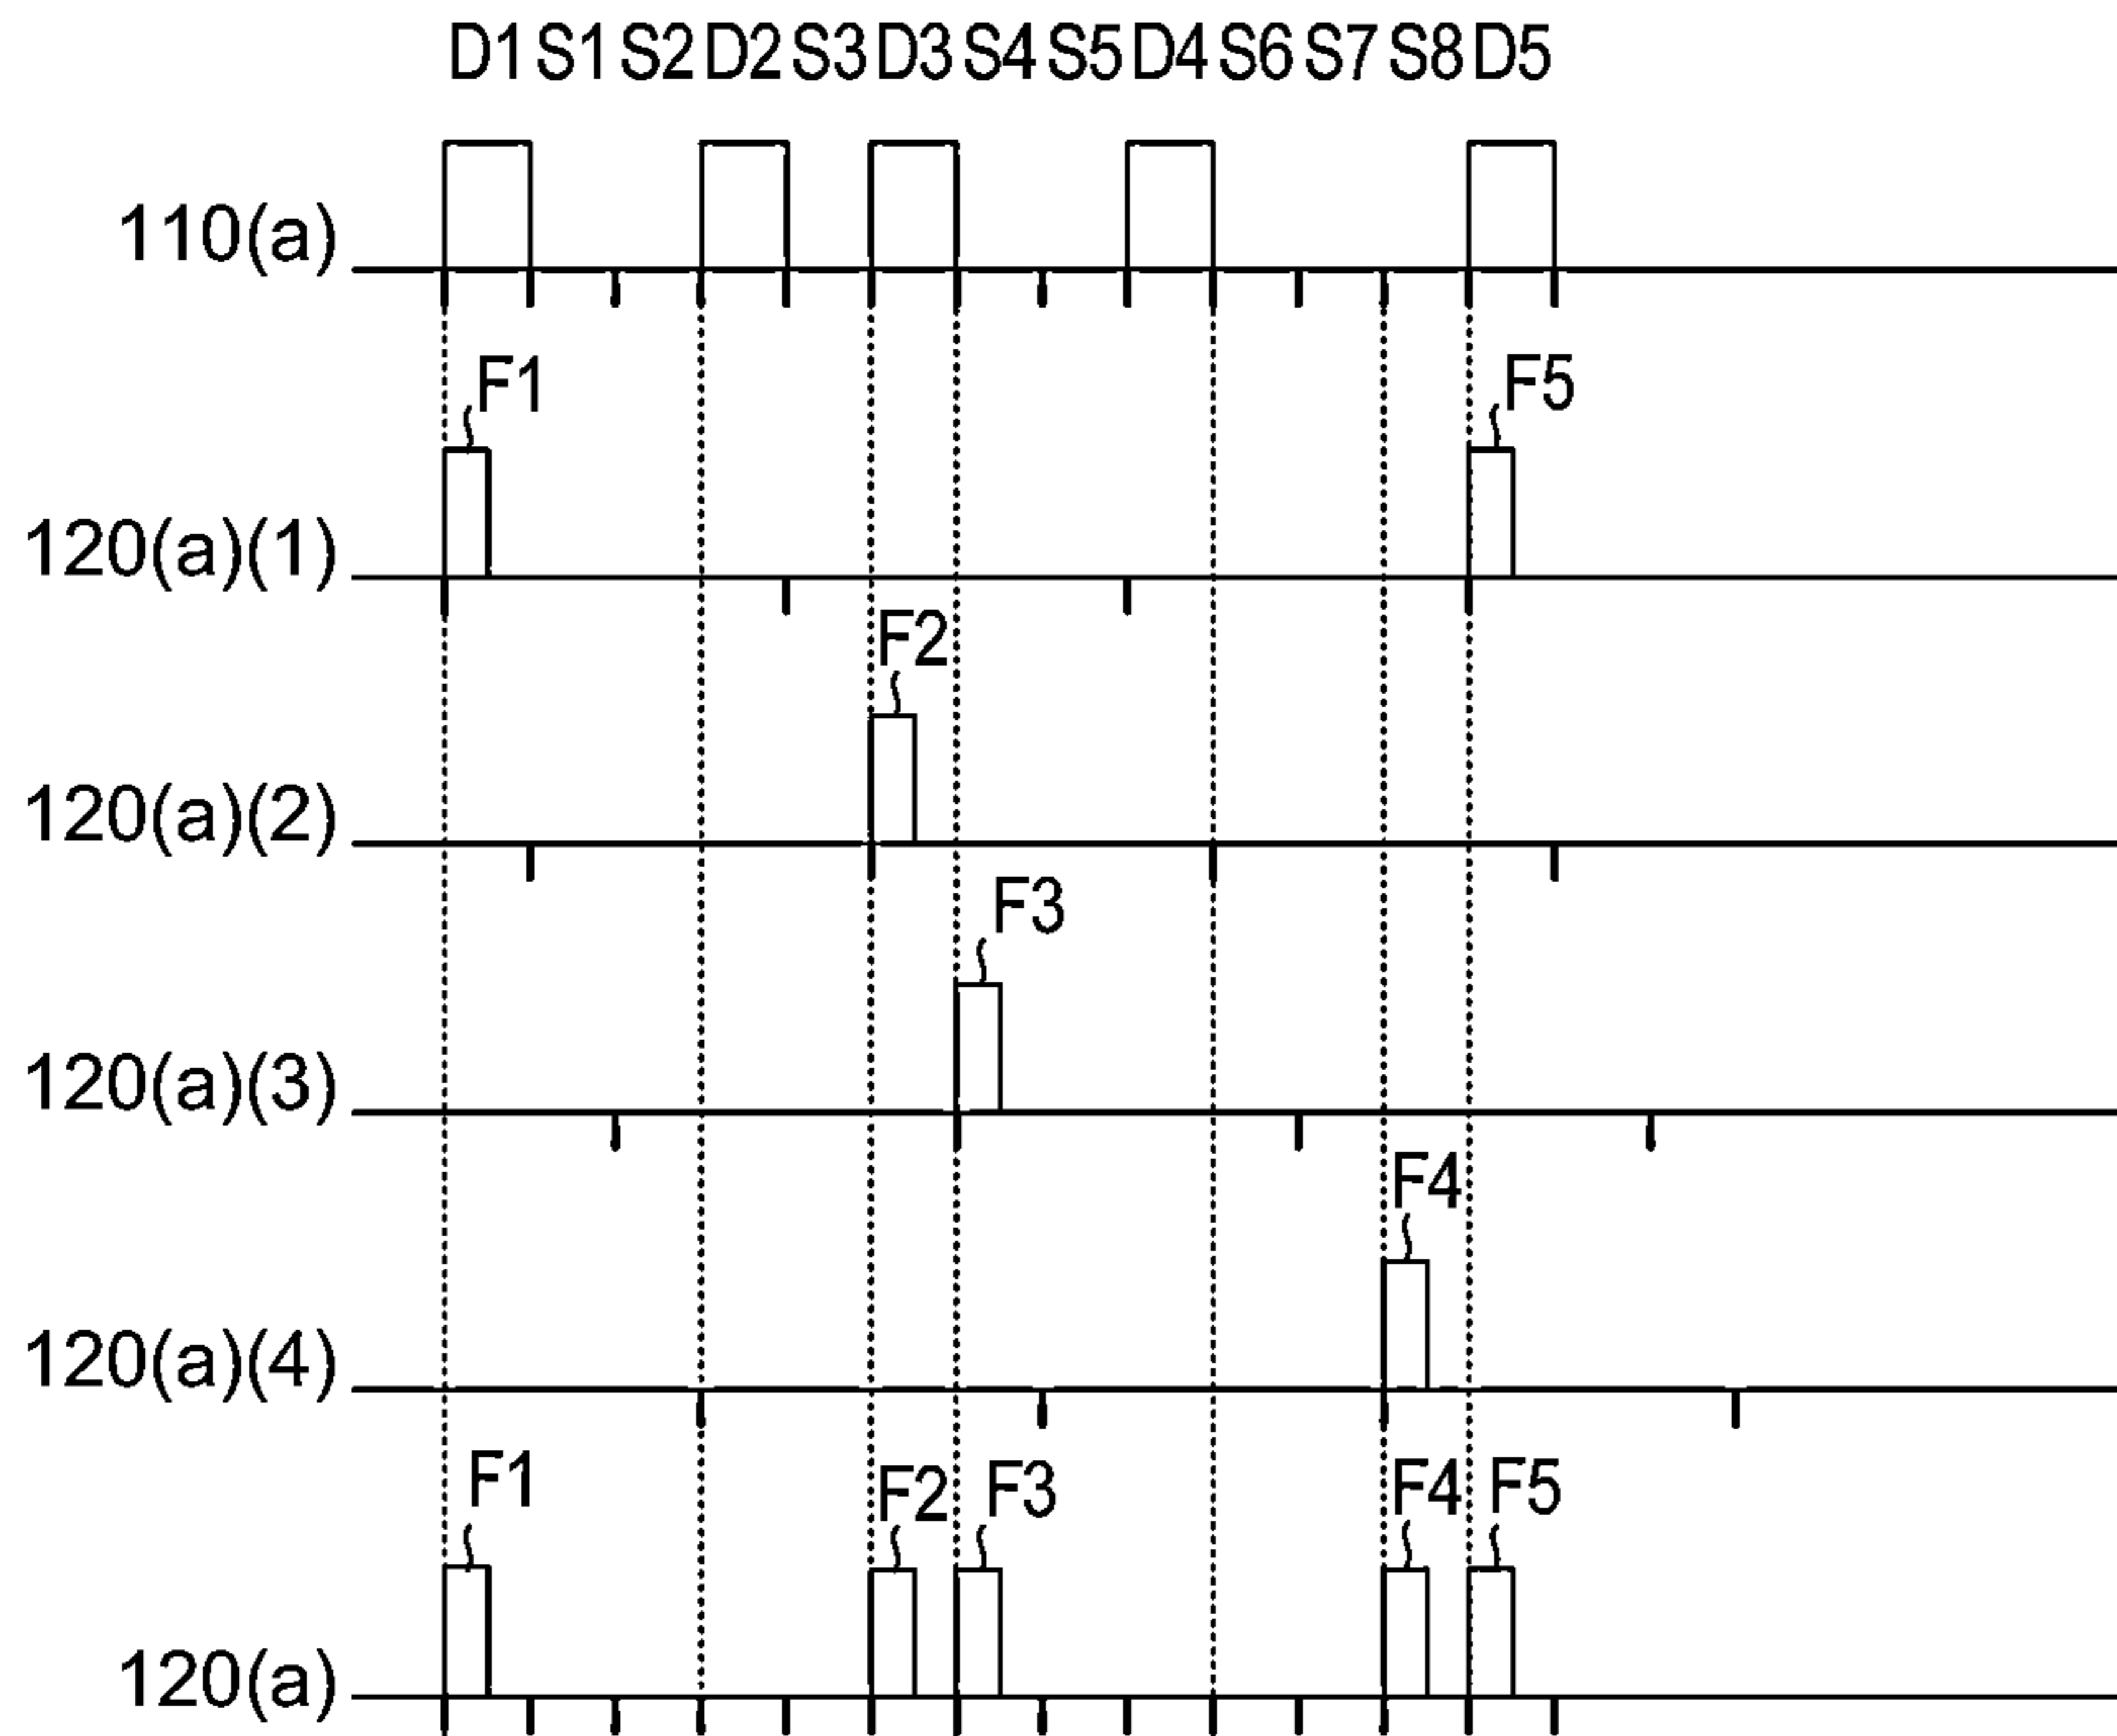 D1 S1 S2 D2 S3 D3 S4 S5 D4 S6 S7 S8 D5
110(a)
F1 F5
120(a)(1)
F2
120(a)(2)
F3
120(a)(3)
F4
120(a)(4)
F1 F2 F3 F4 F5
120(a)